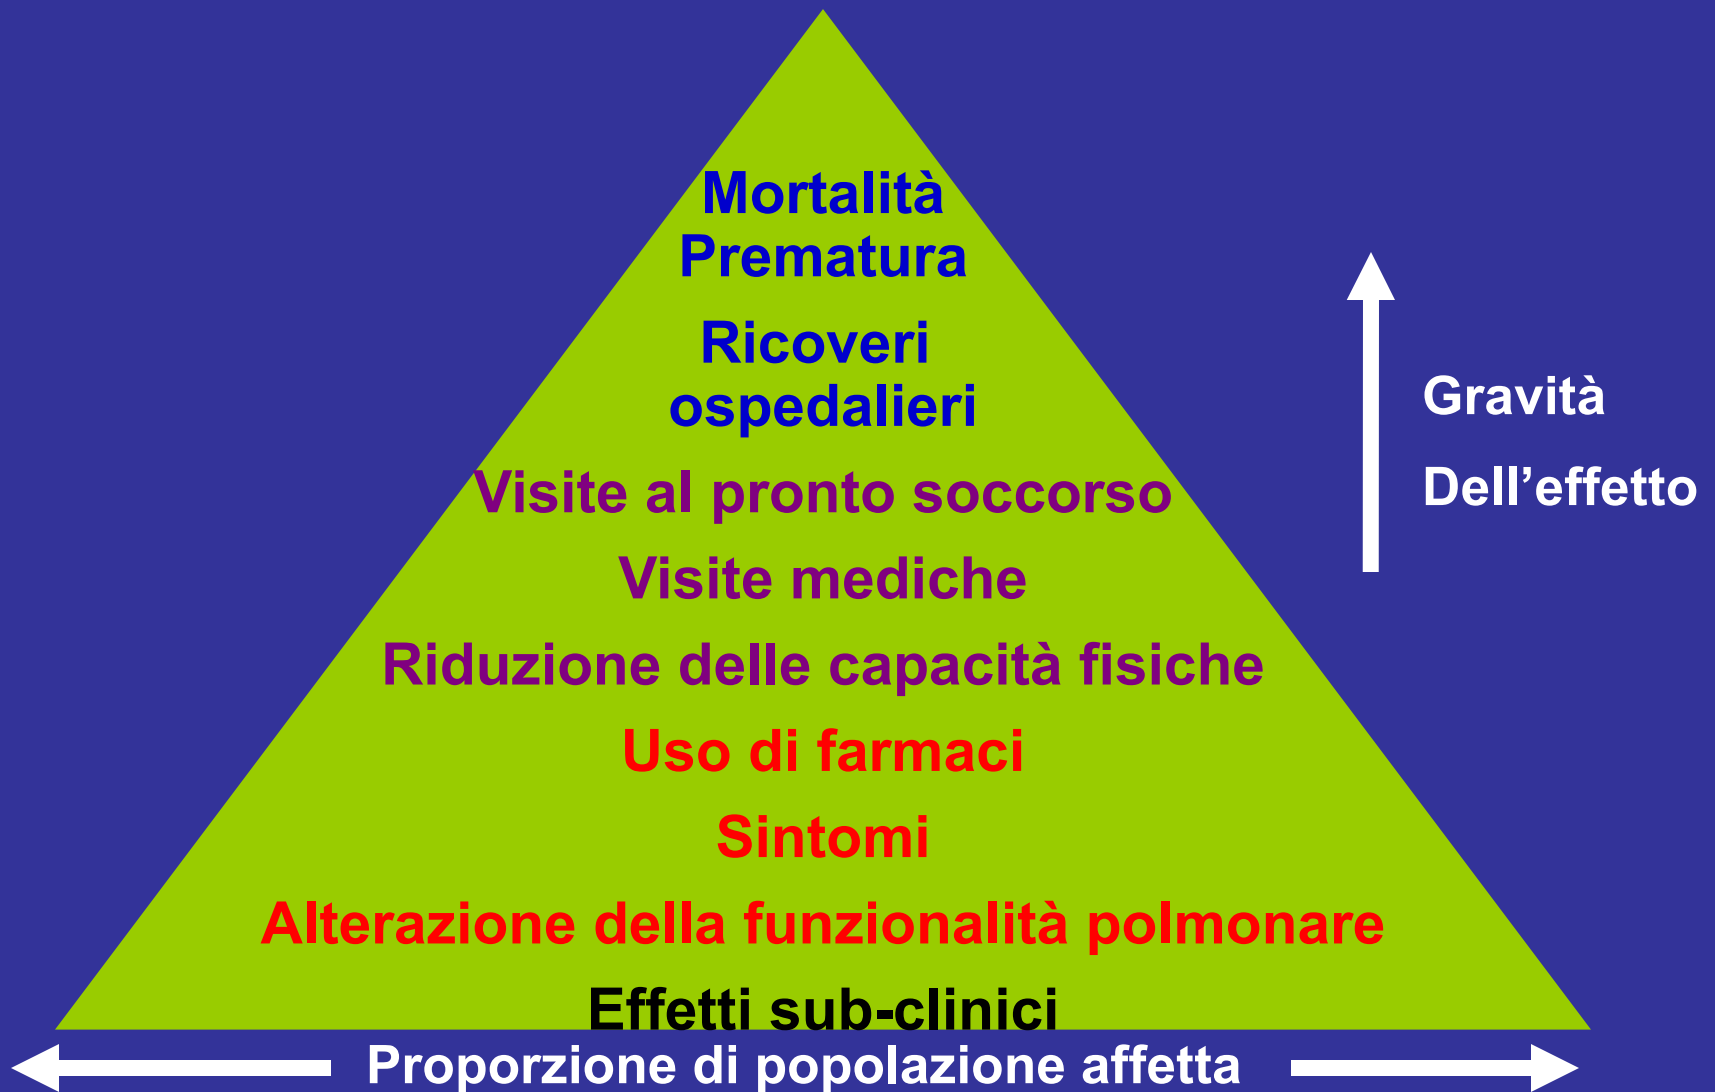 Mortalità
Prematura
Ricoveri
ospedalieri
Visite al pronto soccorso
Visite mediche
Riduzione delle capacità fisiche
Uso di farmaci
Sintomi
Alterazione della funzionalità polmonare
Effetti sub-clinici
Proporzione di popolazione affetta
Gravità
Dell’effetto